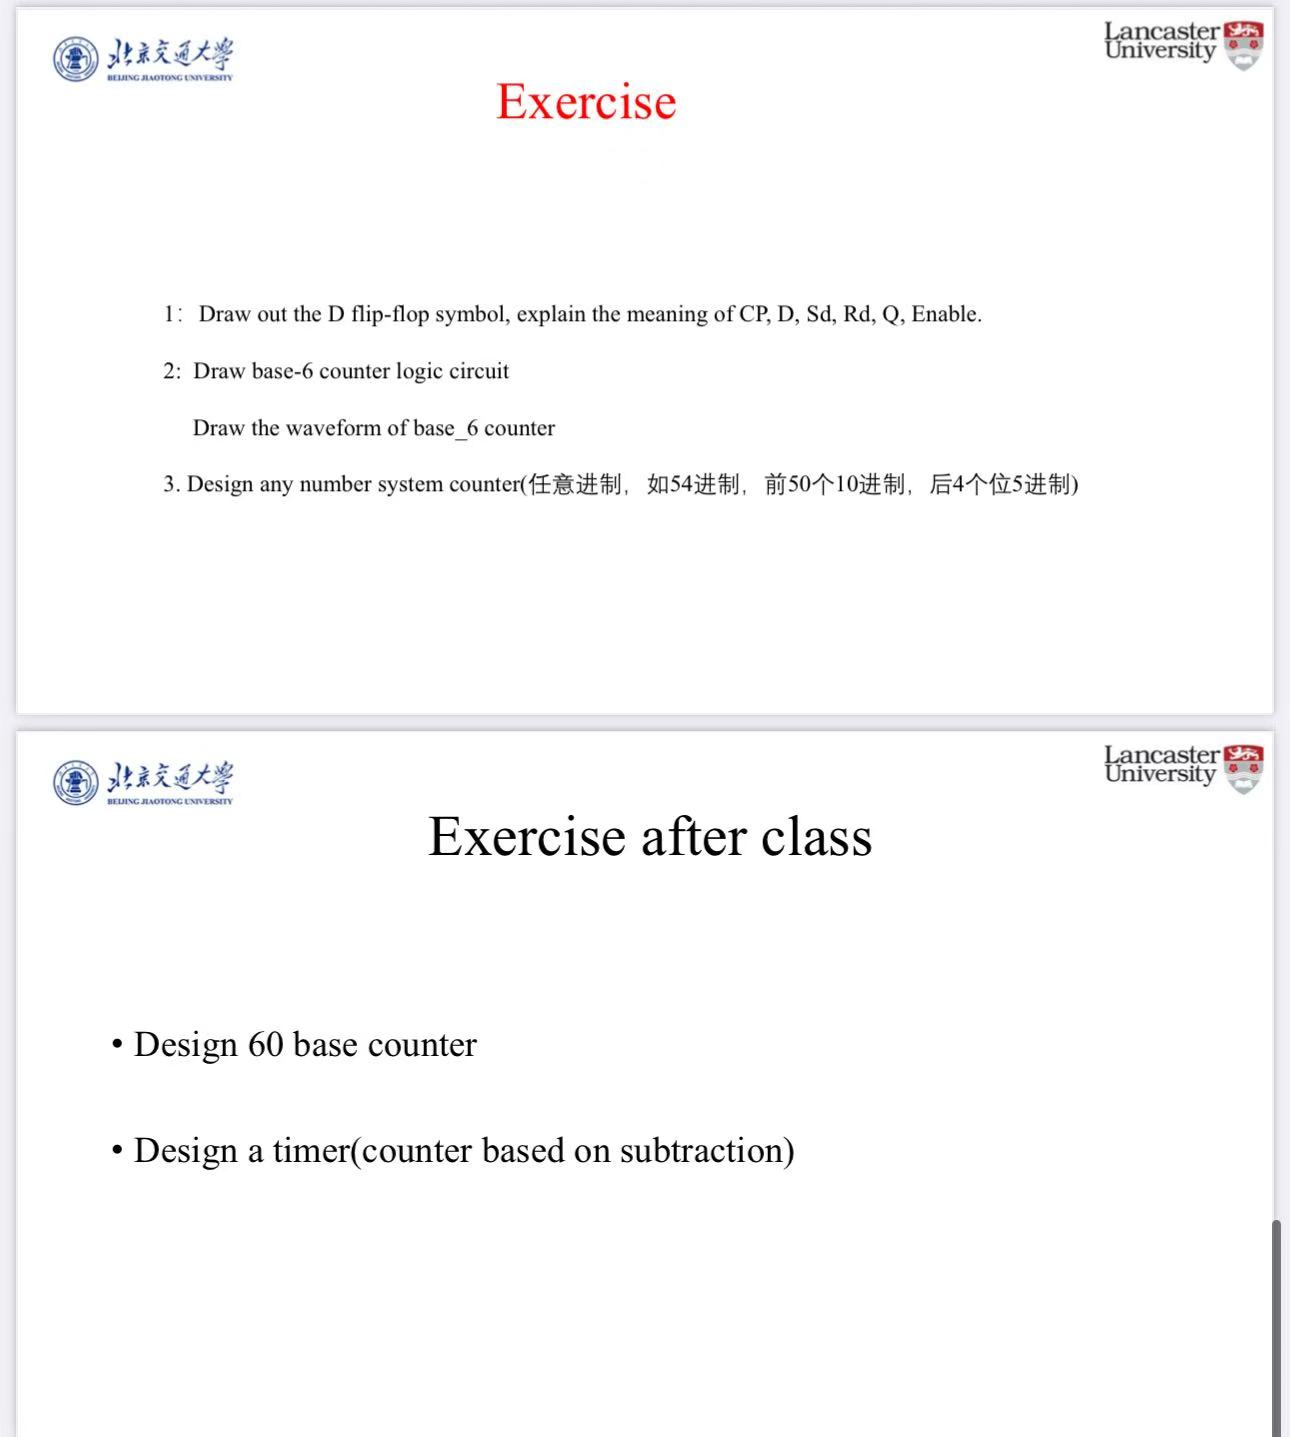 北京交通大学
BEIJING JIAOTONG UNIVERSITY
Lancaster
University
Exercise
1： Draw out the D flip-flop symbol, explain the meaning of CP, D, Sd, Rd, Q, Enable.
2: Draw base-6 counter logic circuit
Draw the waveform of base_6 counter
3. Design any number system counter(任意进制，如54进制，前50个10进制，后4个位5进制)
北京交通大学
BEIJING JIAOTONG UNIVERSITY
Lancaster
University
Exercise after class
• Design 60 base counter
• Design a timer(counter based on subtraction)